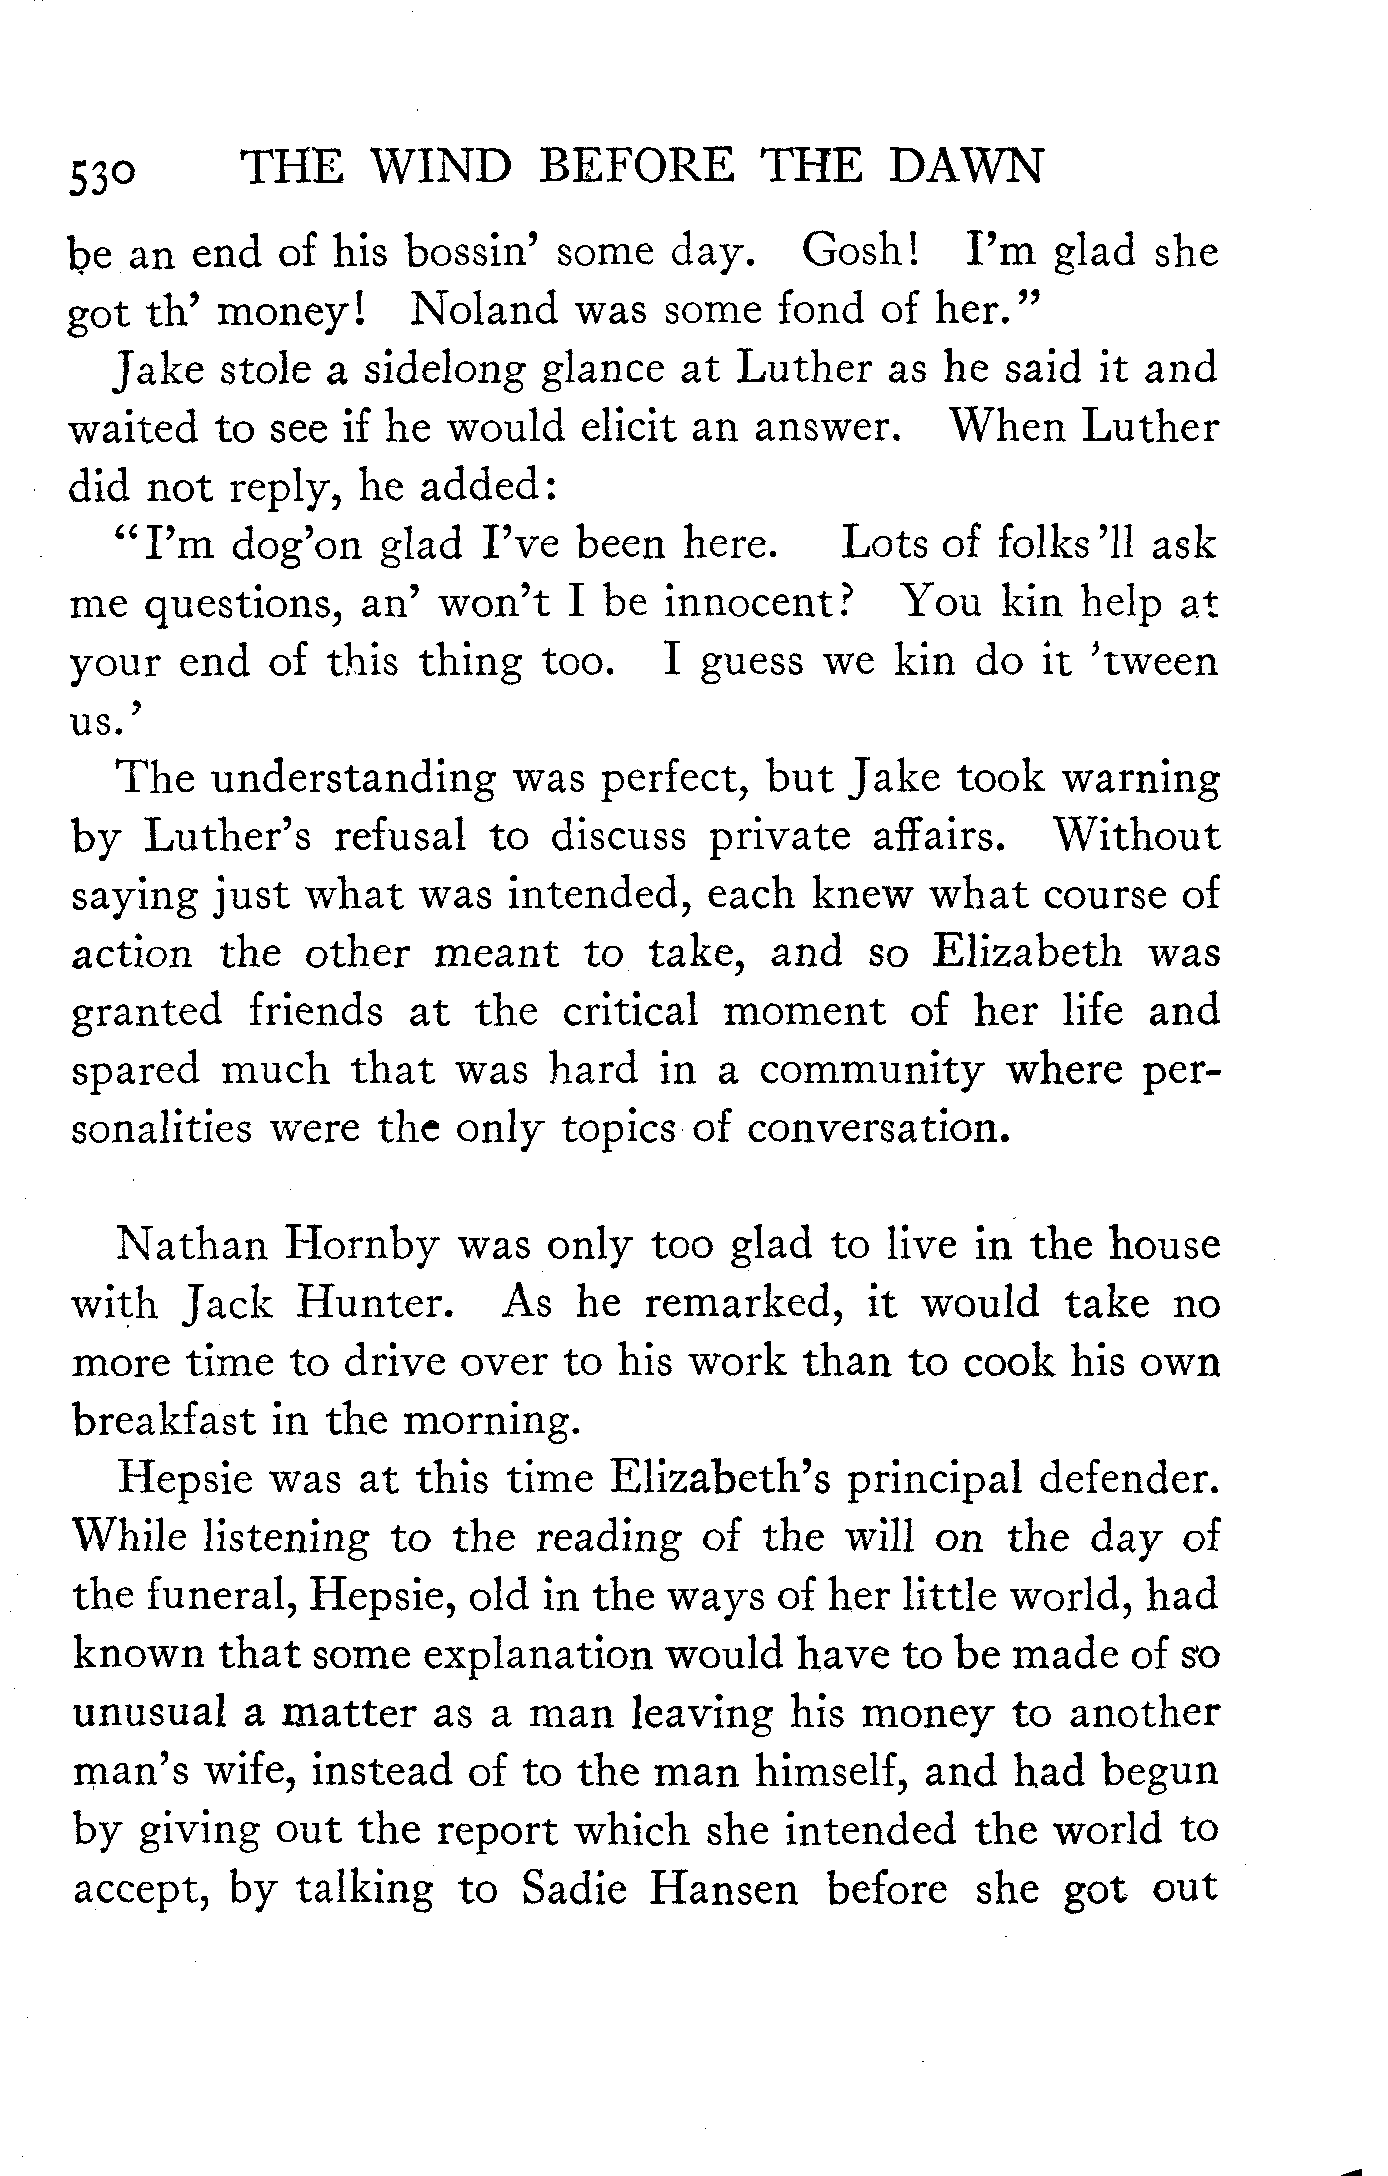 530 THE WIND BEFORE THE DAWN
be an end of his bossin’ some day. Gosh! I’m glad she
got th’ money! Noland was some fond of her.”
Jake stole a sidelong glance at Luther as he said it and
waited to see if he would elicit an answer. When Luther
did not reply, he added:
“I’m dog’on glad I’ve been here. Lots of folks ’ll ask
me questions, an’ won’t I be innocent? You kin help at
your end of this thing too. I guess we kin do it ’tween
us.’
The understanding was perfect, but Jake took warning
by Luther’s refusal to discuss private affairs. Without
saying just what was intended, each knew what course of
action the other meant to take, and so Elizabeth was
granted friends at the critical moment of her life and
spared much that was hard in a community where per-
sonalities were the only topics of conversation.
Nathan Hornby was only too glad to live in the house
with Jack Hunter. As he remarked, it would take no
more time to drive over to his work than to cook his own
breakfast in the morning.
Hepsie was at this time Elizabeth’s principal defender.
While listening to the reading of the will on the day of
the funeral, Hepsie, old in the ways of her little world, had
known that some explanation would have to be made of so
unusual a matter as a man leaving his money to another
man’s wife, instead of to the man himself, and had begun
by giving out the report which she intended the world to
accept, by talking to Sadie Hansen before she got out